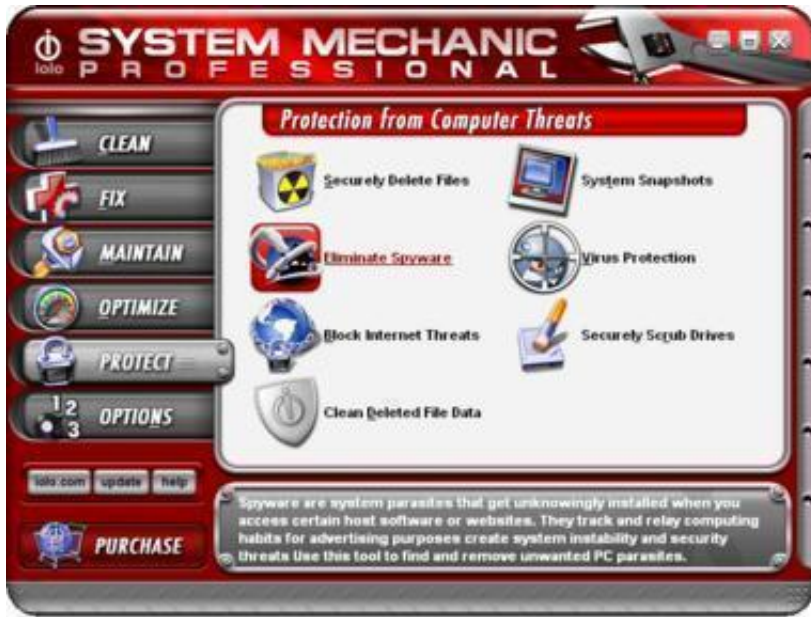 iolo
SYSTEM MECHANIC
PROFESSIONAL
CLEAN
FIX
MAINTAIN
OPTIMIZE
PROTECT
1 2 3
OPTIONS
iolo.com update help
PURCHASE
Protection from Computer Threats
Securely Delete Files
System Snapshots
Eliminate Spyware
Virus Protection
Block Internet Threats
Securely Scrub Drives
Clean Deleted File Data
Spyware are system parasites that get unknowingly installed when you
access certain host software or websites. They track and relay computing
habits for advertising purposes create system instability and security
threats Use this tool to find and remove unwanted PC parasites.